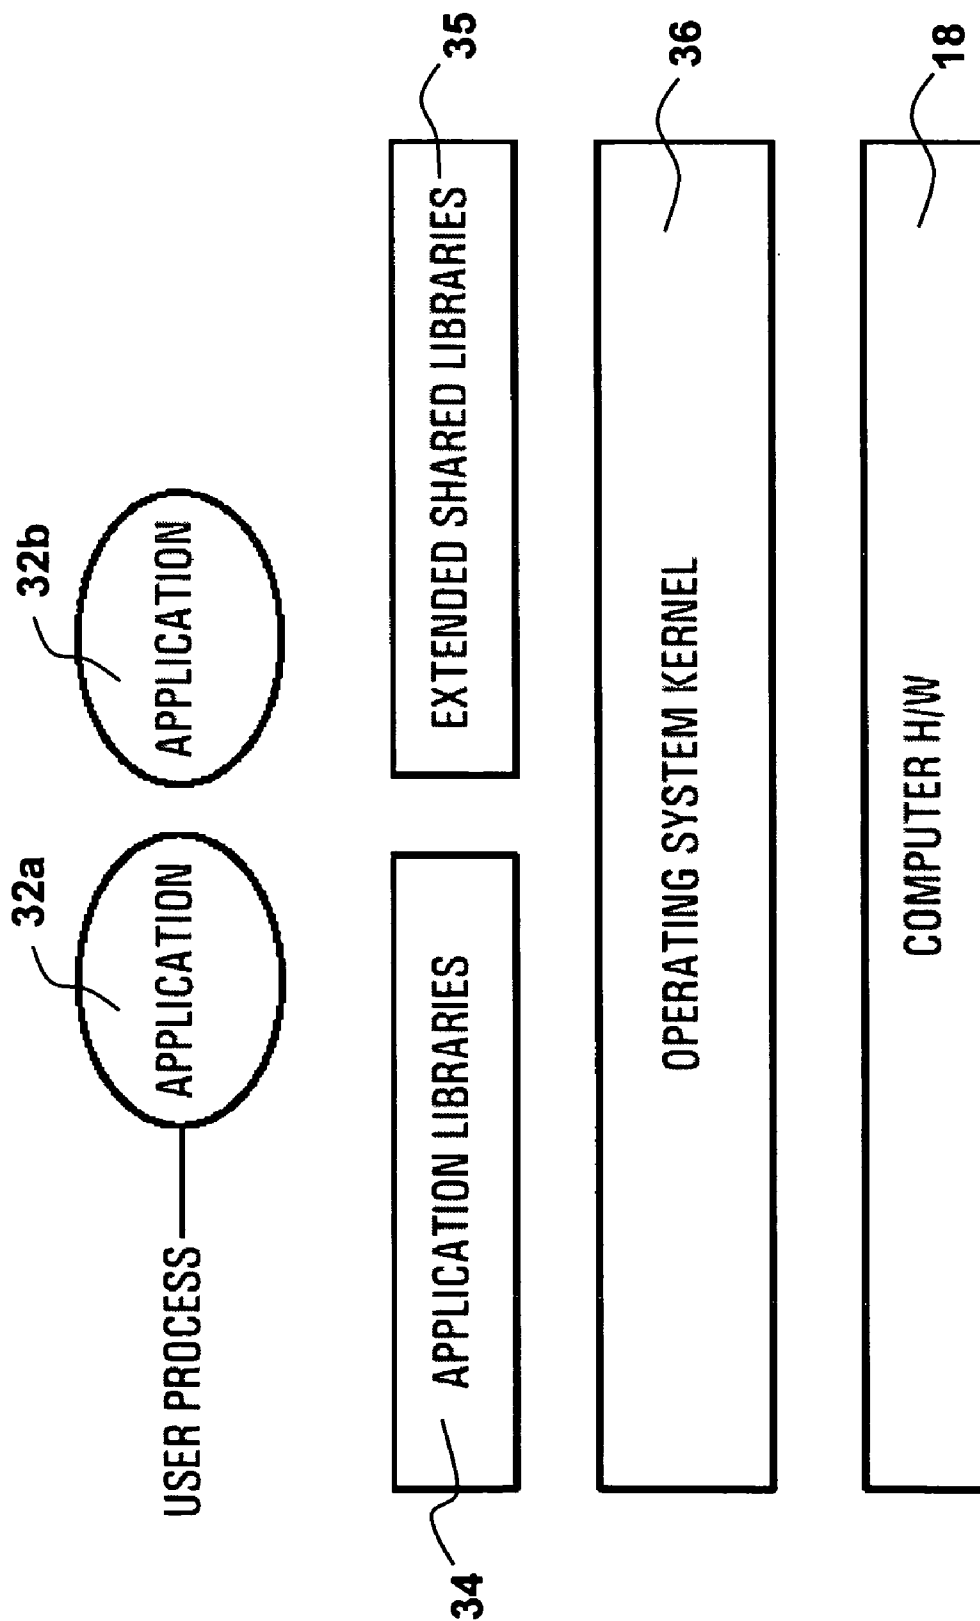 32a
32b
USER PROCESS
APPLICATION
APPLICATION
34
APPLICATION LIBRARIES
EXTENDED SHARED LIBRARIES
35
OPERATING SYSTEM KERNEL
36
COMPUTER H/W
18